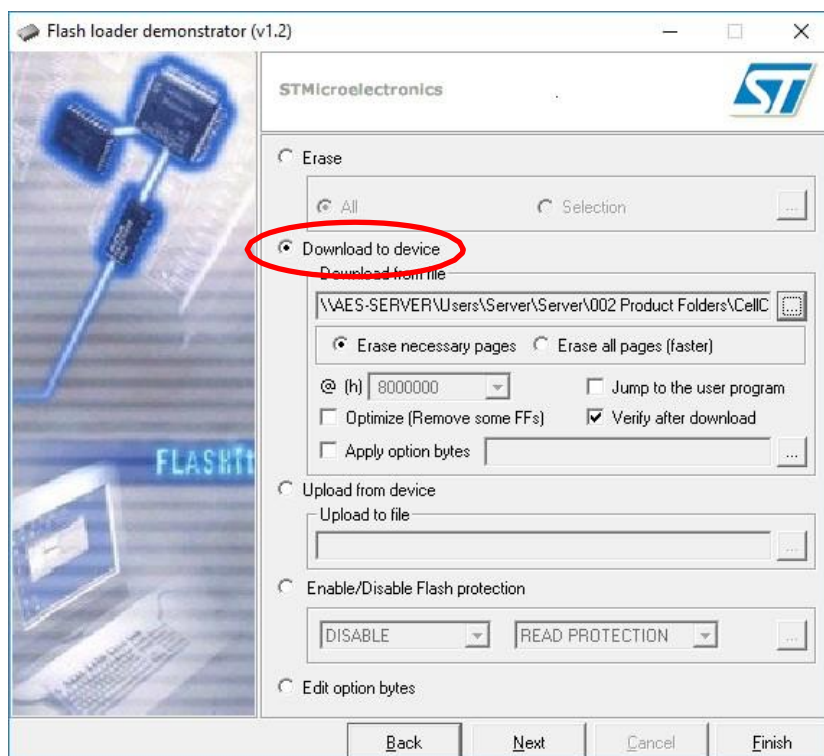 Flash loader demonstrator (v1.2)
STMicroelectronics
ST
Erase
All Selection ...
Download to device
Download from file
\\AES-SERVER\Users\Server\Server\002 Product Folders\CellC ...
Erase necessary pages Erase all pages (faster)
@ (h) 8000000 Jump to the user program
Optimize (Remove some FFs) Verify after download
Apply option bytes ...
FLASHit
Upload from device
Upload to file
...
Enable/Disable Flash protection
DISABLE READ PROTECTION ...
Edit option bytes
Back Next Cancel Finish